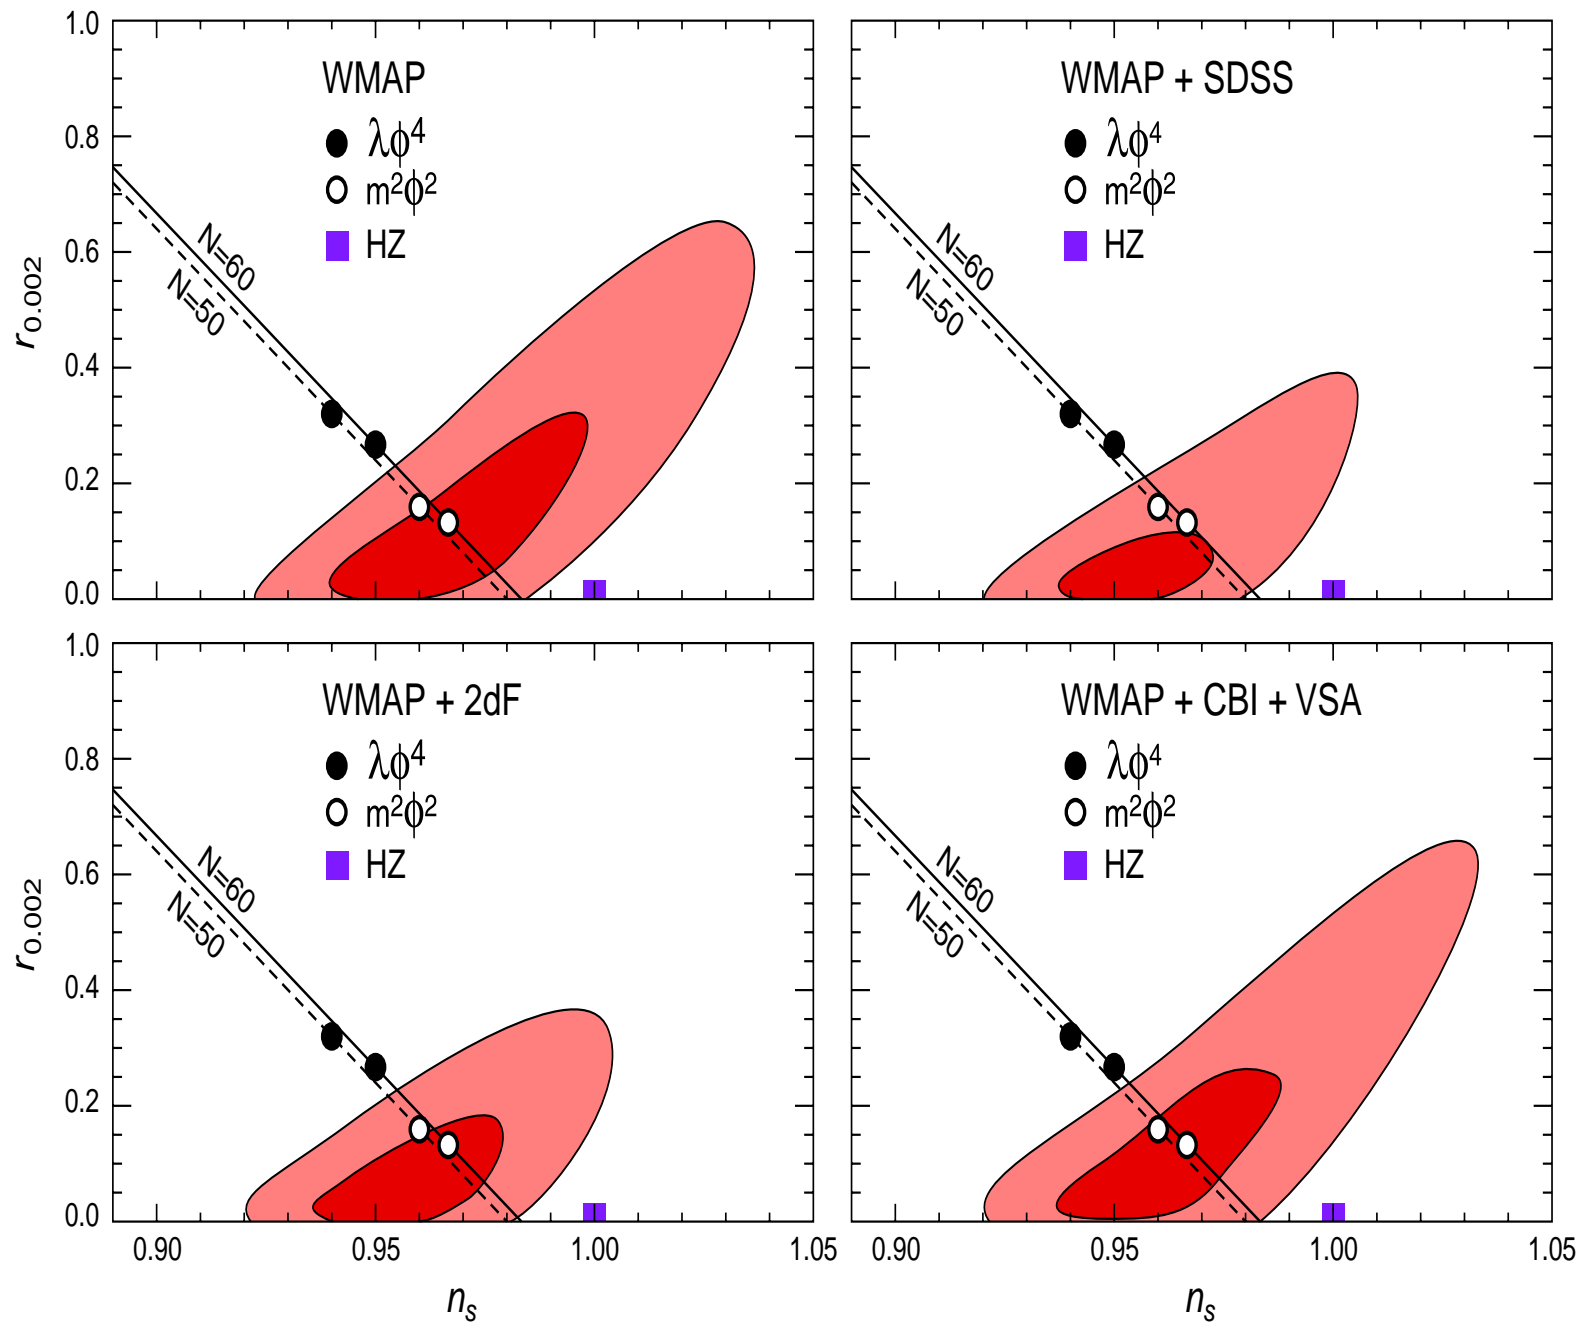 1.0
0.8
0.6
0.4
0.2
0.0
r0.002
WMAP
λϕ⁴
m²ϕ²
HZ
N=60
N=50
WMAP + SDSS
λϕ⁴
m²ϕ²
HZ
N=60
N=50
1.0
0.8
0.6
0.4
0.2
0.0
r0.002
WMAP + 2dF
λϕ⁴
m²ϕ²
HZ
N=60
N=50
0.90 0.95 1.00 1.05
ns
WMAP + CBI + VSA
λϕ⁴
m²ϕ²
HZ
N=60
N=50
0.90 0.95 1.00 1.05
ns